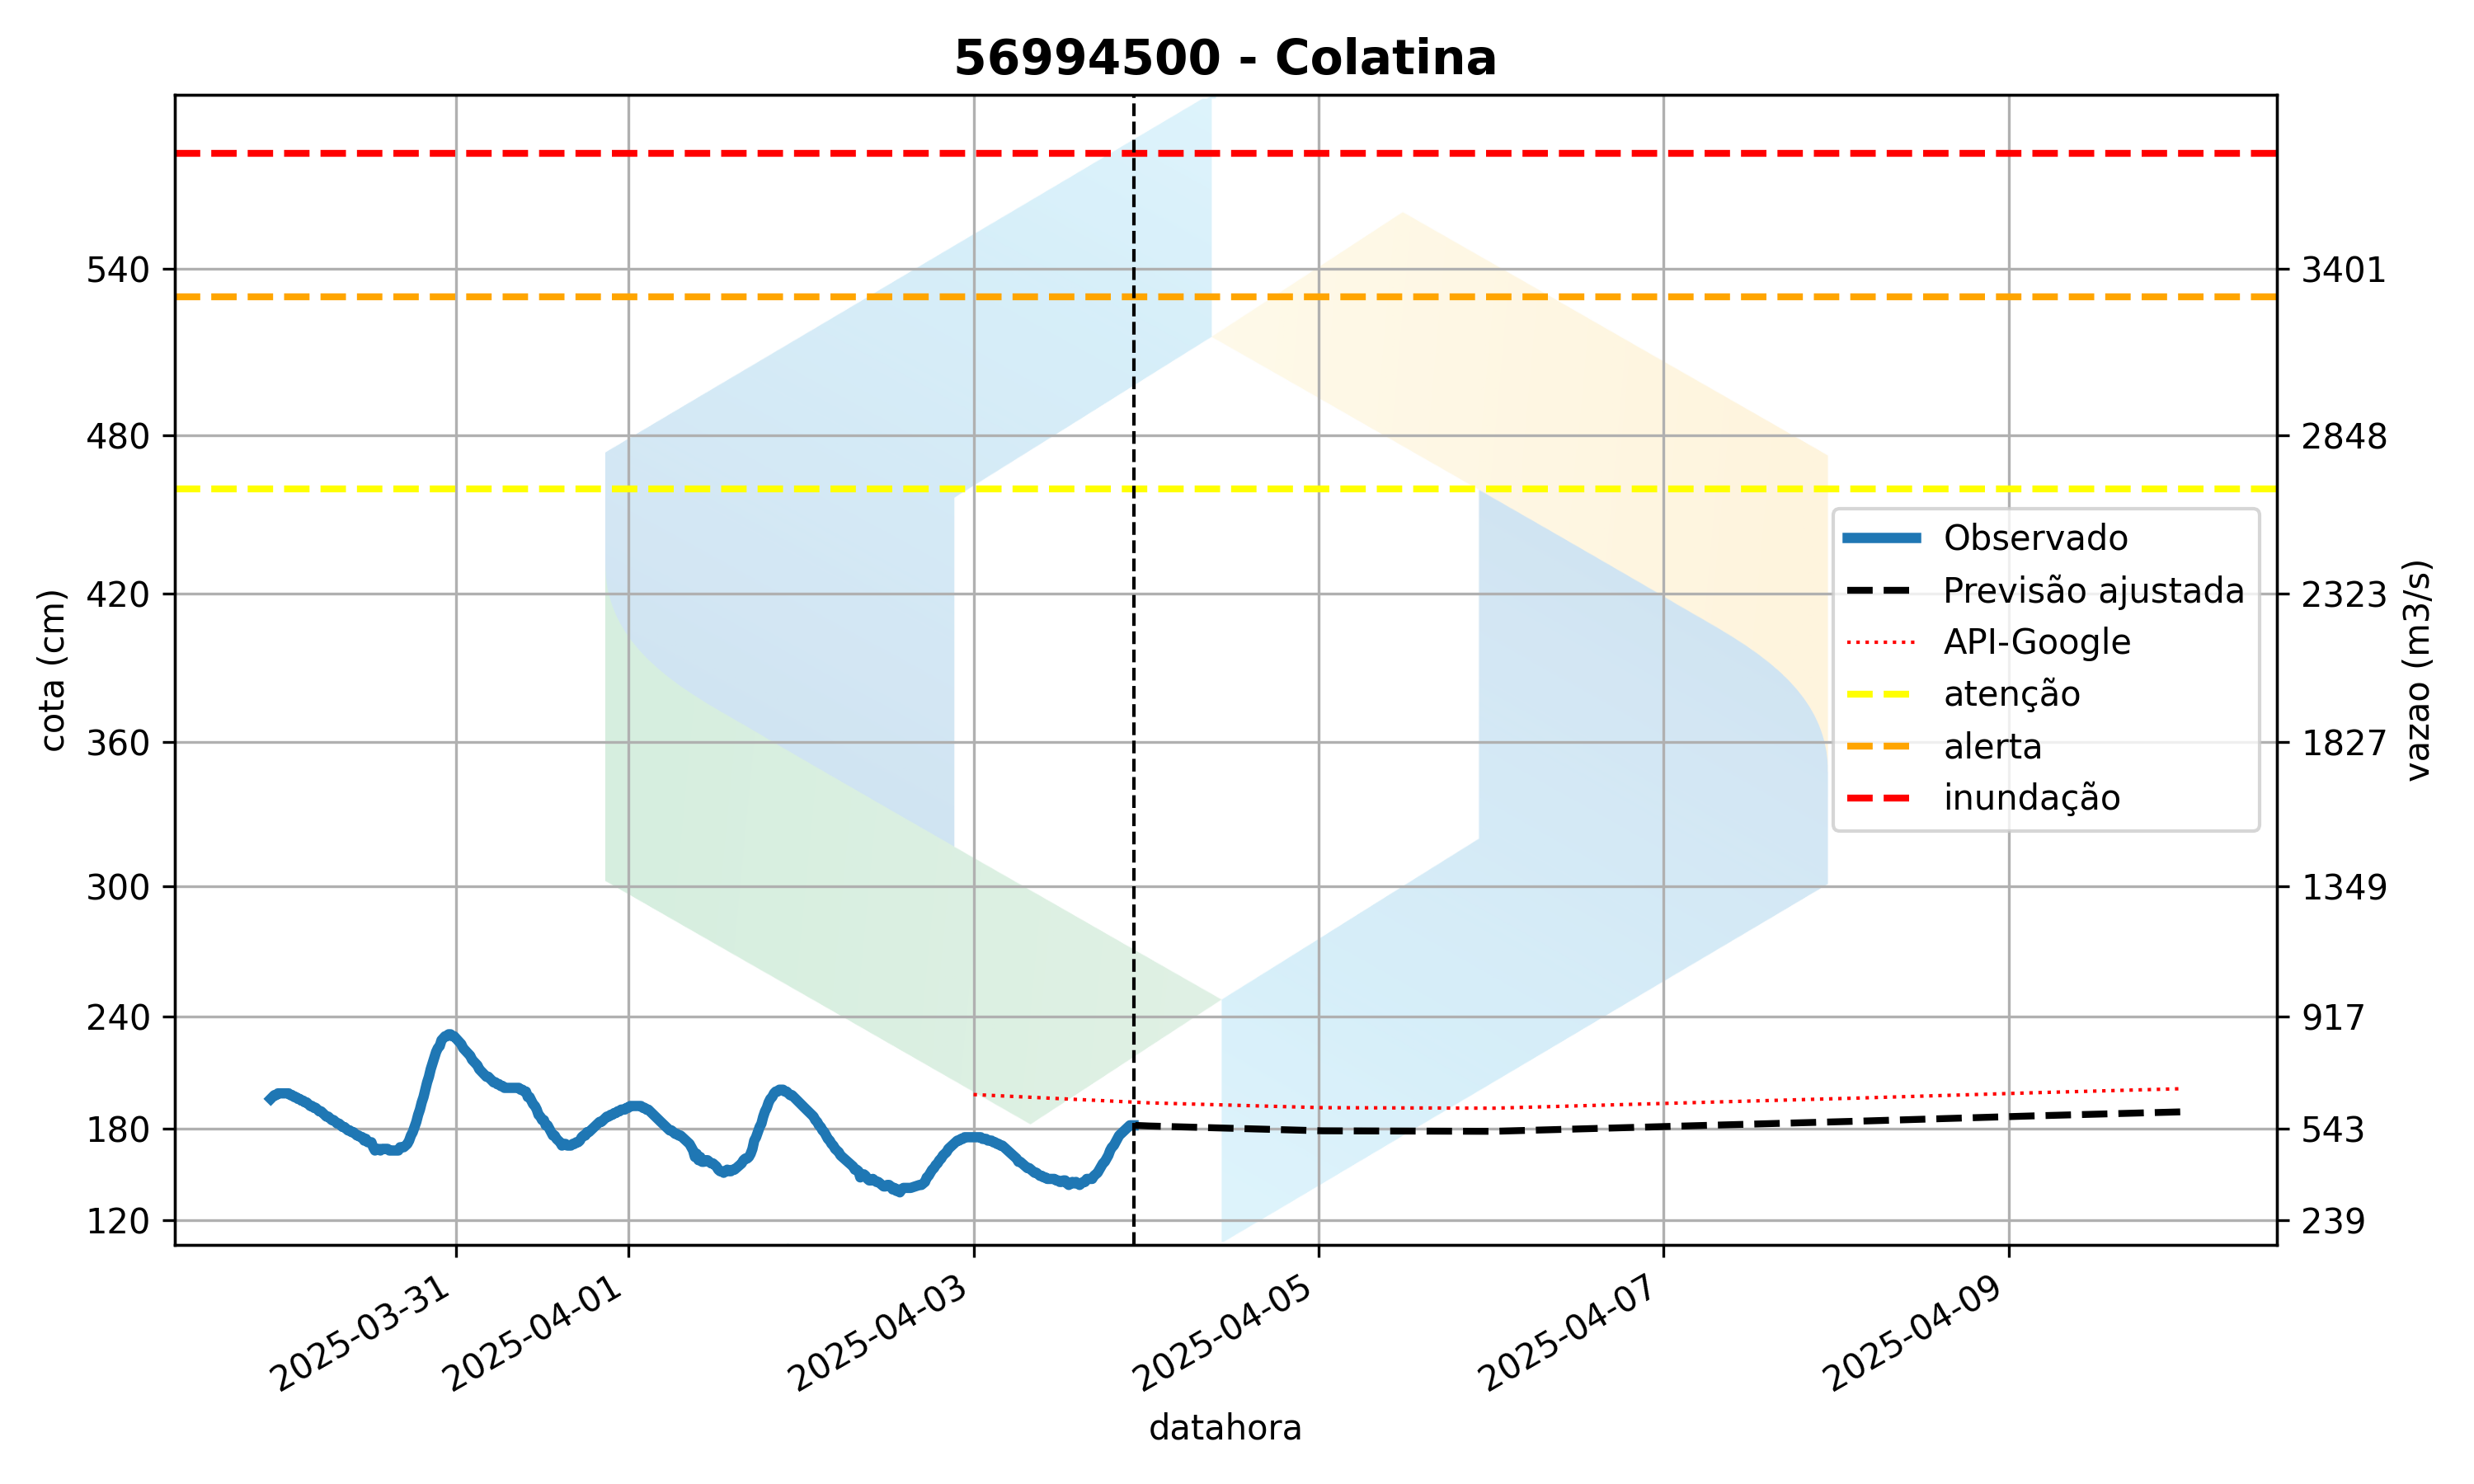 56994500 - Colatina
cota (cm)
540
480
420
360
300
240
180
120
3401
2848
2323
1827
1349
917
543
239
vazao (m3/s)
Observado
Previsão ajustada
API-Google
atenção
alerta
inundação
2025-03-31
2025-04-01
2025-04-03
2025-04-05
2025-04-07
2025-04-09
datahora